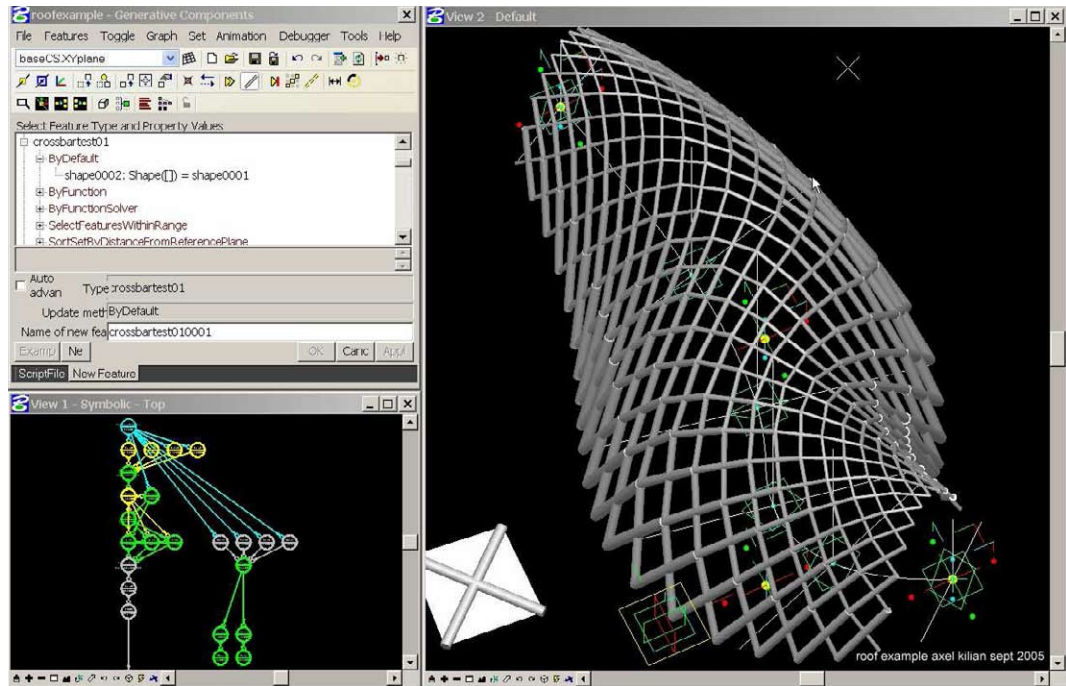 roofexample - Generative Components
File Features Toggle Graph Set Animation Debugger Tools Help
baseCS.XYplane
Select Feature Type and Property Values
crossbartest01
ByDefault
shape0002; Shape([]) = shape0001
ByFunction
ByFunctionSolver
SelectFeaturesWithinRange
SortSetByDistanceFromReferencePlane
Auto
advan Type crossbartest01
Update meth ByDefault
Name of new fea crossbartest010001
Examp Ne OK Canc Appl
ScriptFile New Feature
View 1 - Symbolic - Top
View 2 - Default
roof example axel kilian sept 2005